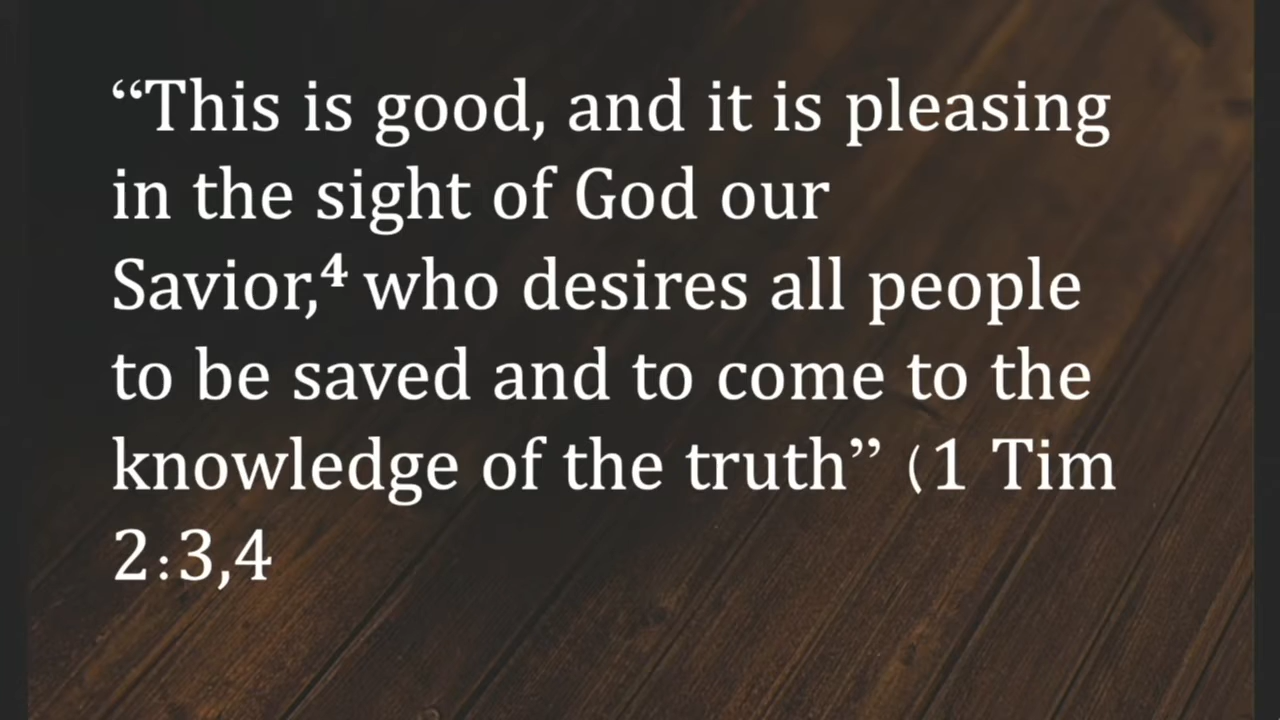 “This is good, and it is pleasing
in the sight of God our
Savior,⁴ who desires all people
to be saved and to come to the
knowledge of the truth” (1 Tim
2:3,4